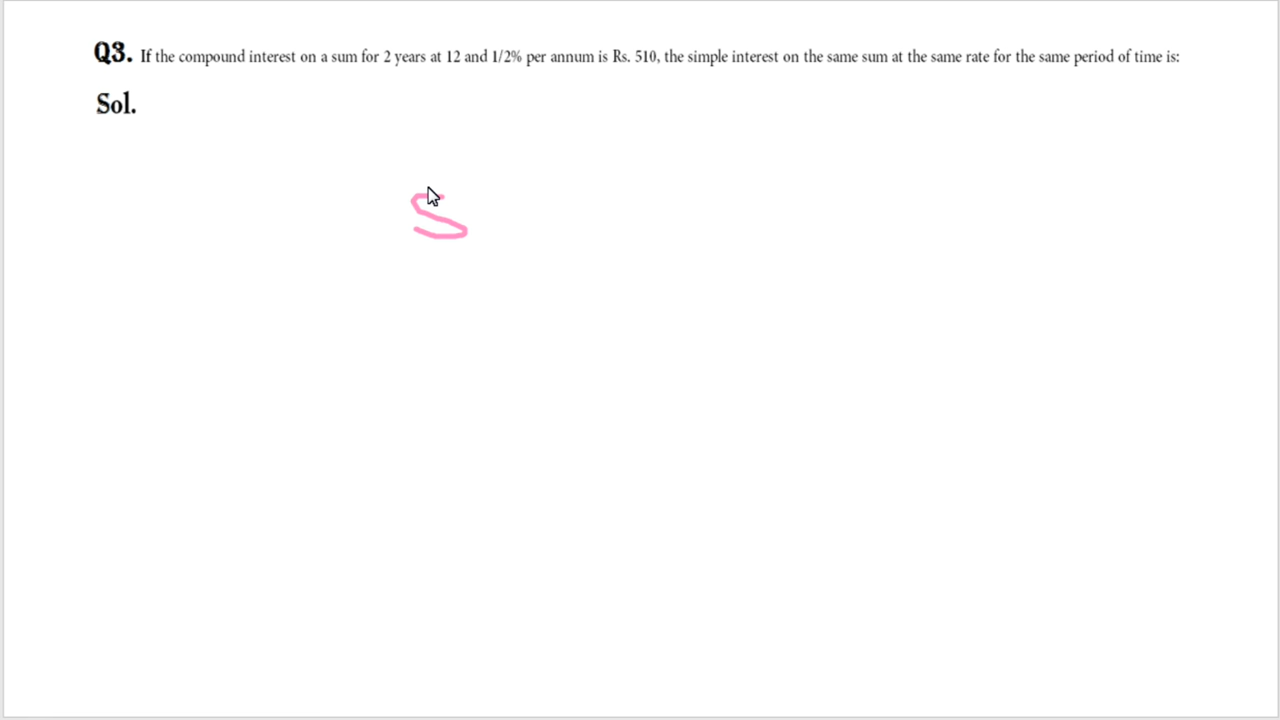 Q3. If the compound interest on a sum for 2 years at 12 and 1/2% per annum is Rs. 510, the simple interest on the same sum at the same rate for the same period of time is:
Sol.
S